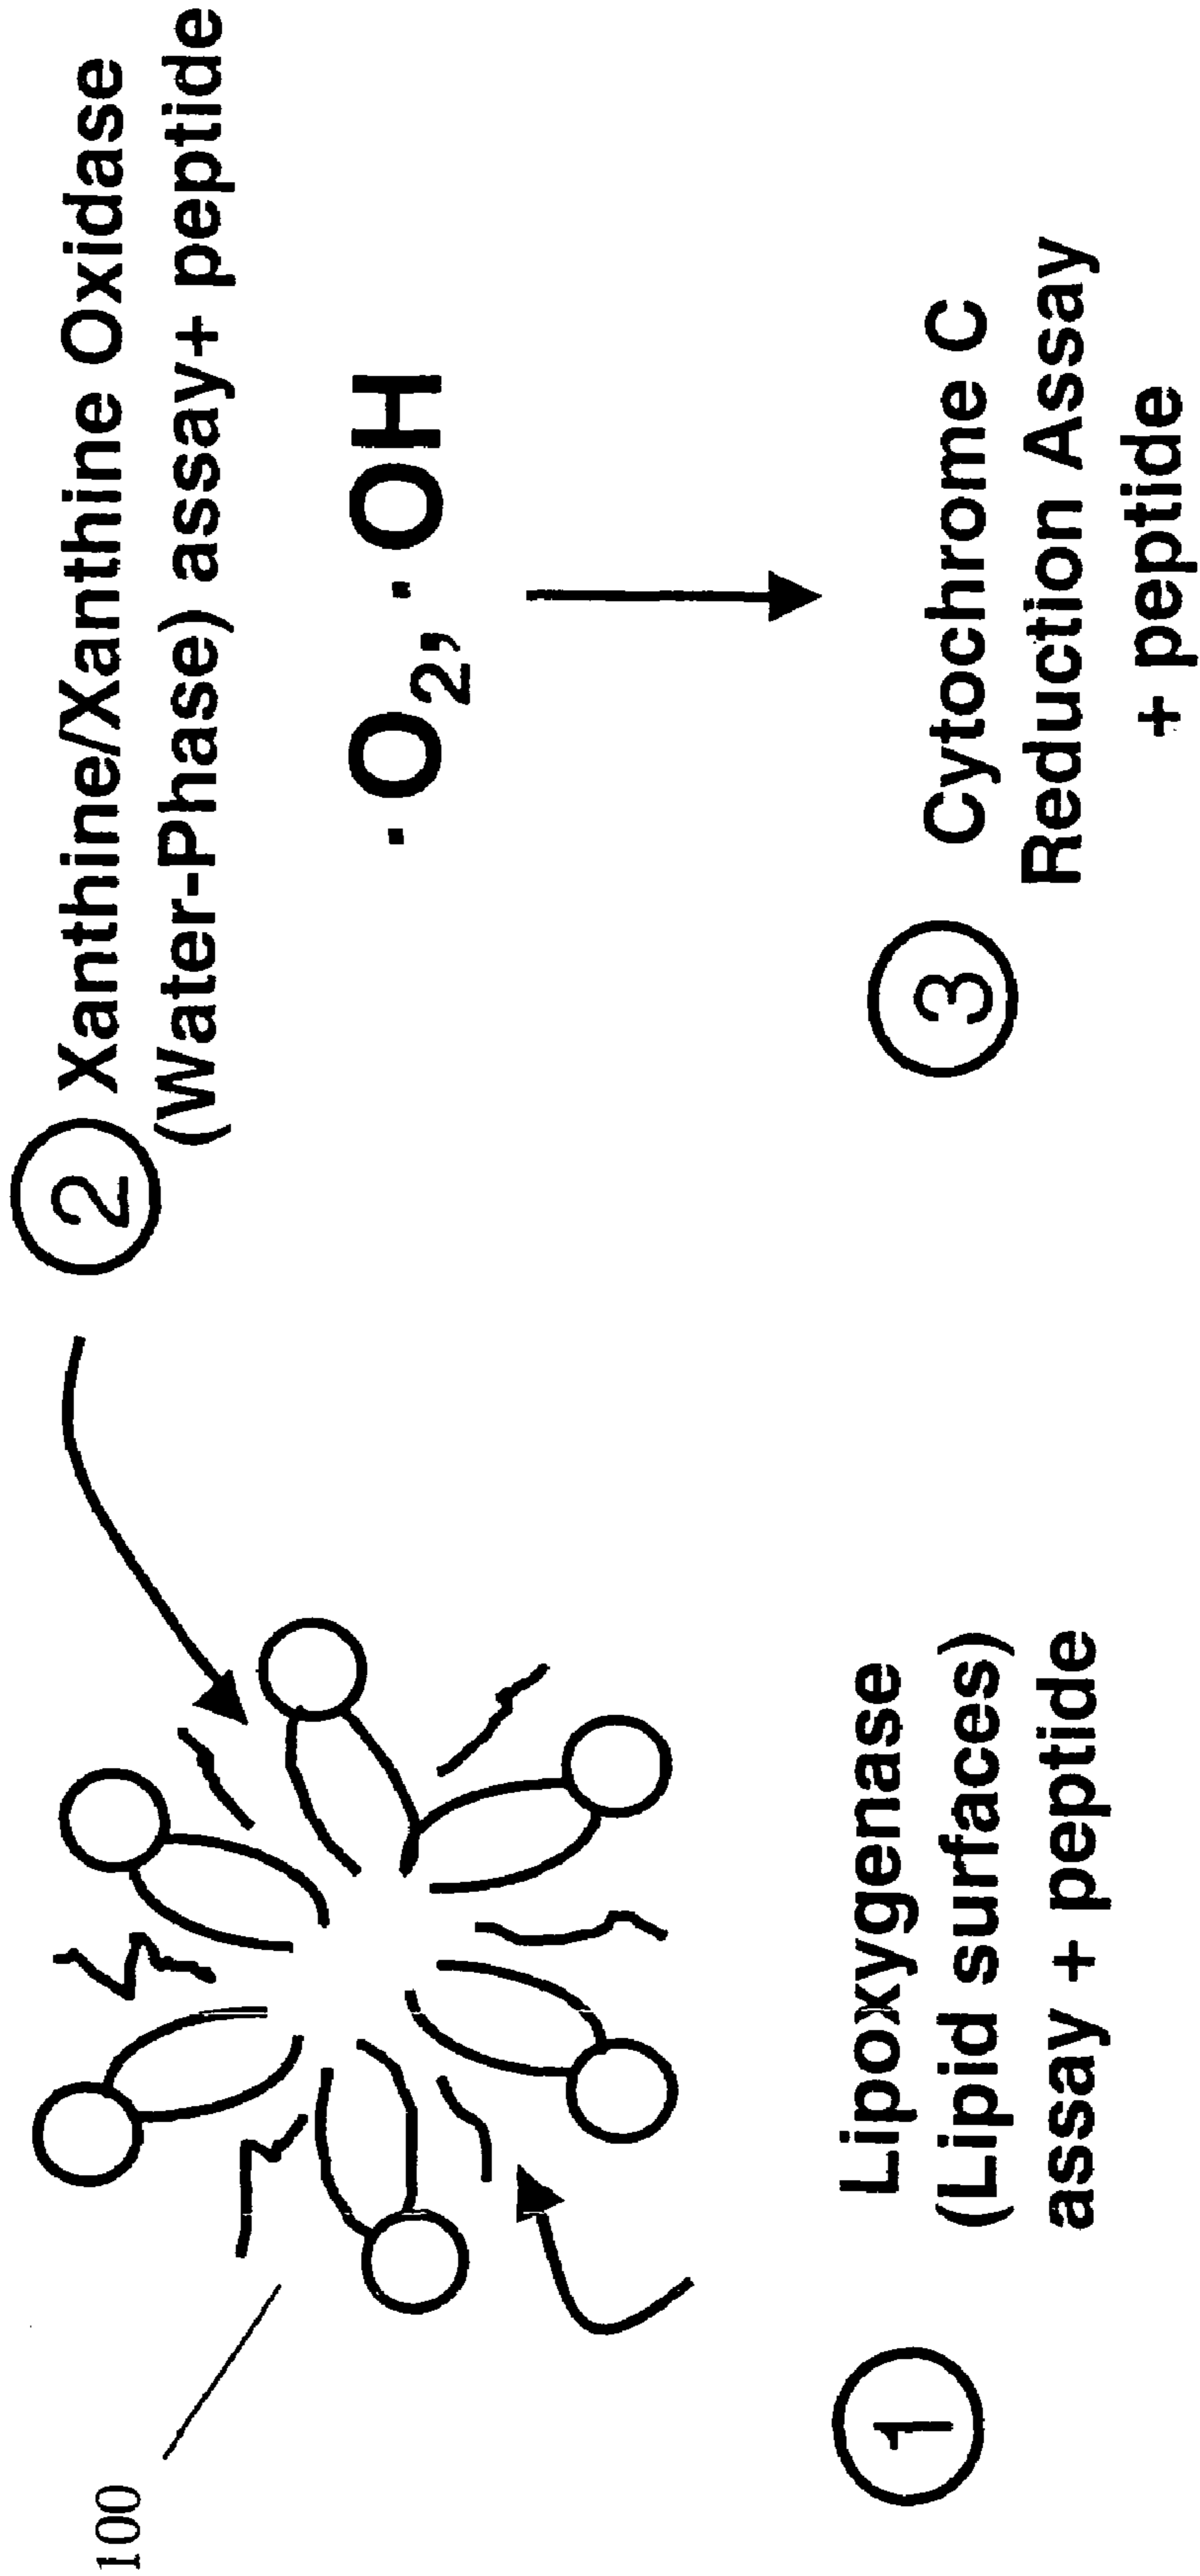 100
② Xanthine/Xanthine Oxidase
(Water-Phase) assay+ peptide
·O₂, ·OH
① Lipoxygenase
(Lipid surfaces)
assay + peptide
③ Cytochrome C
Reduction Assay
+ peptide